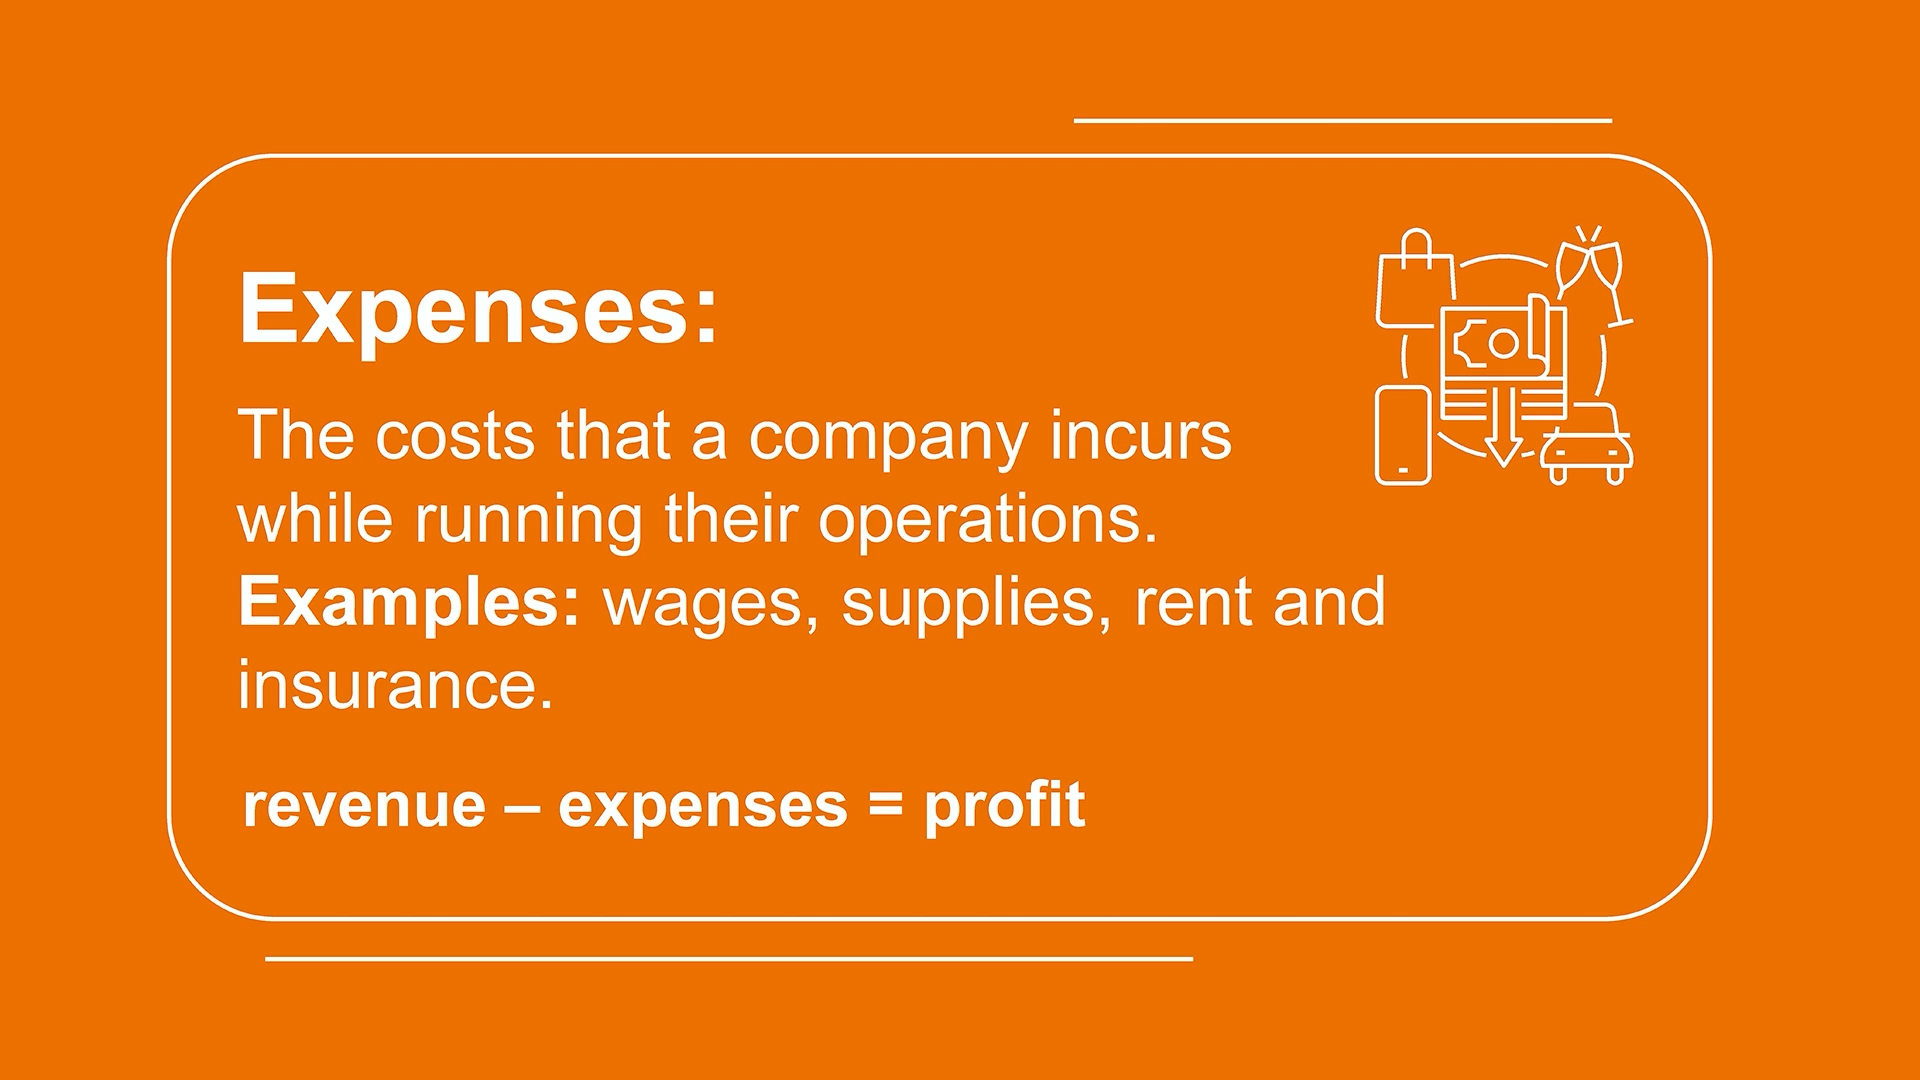 Expenses:
The costs that a company incurs
while running their operations.
Examples: wages, supplies, rent and
insurance.
revenue – expenses = profit